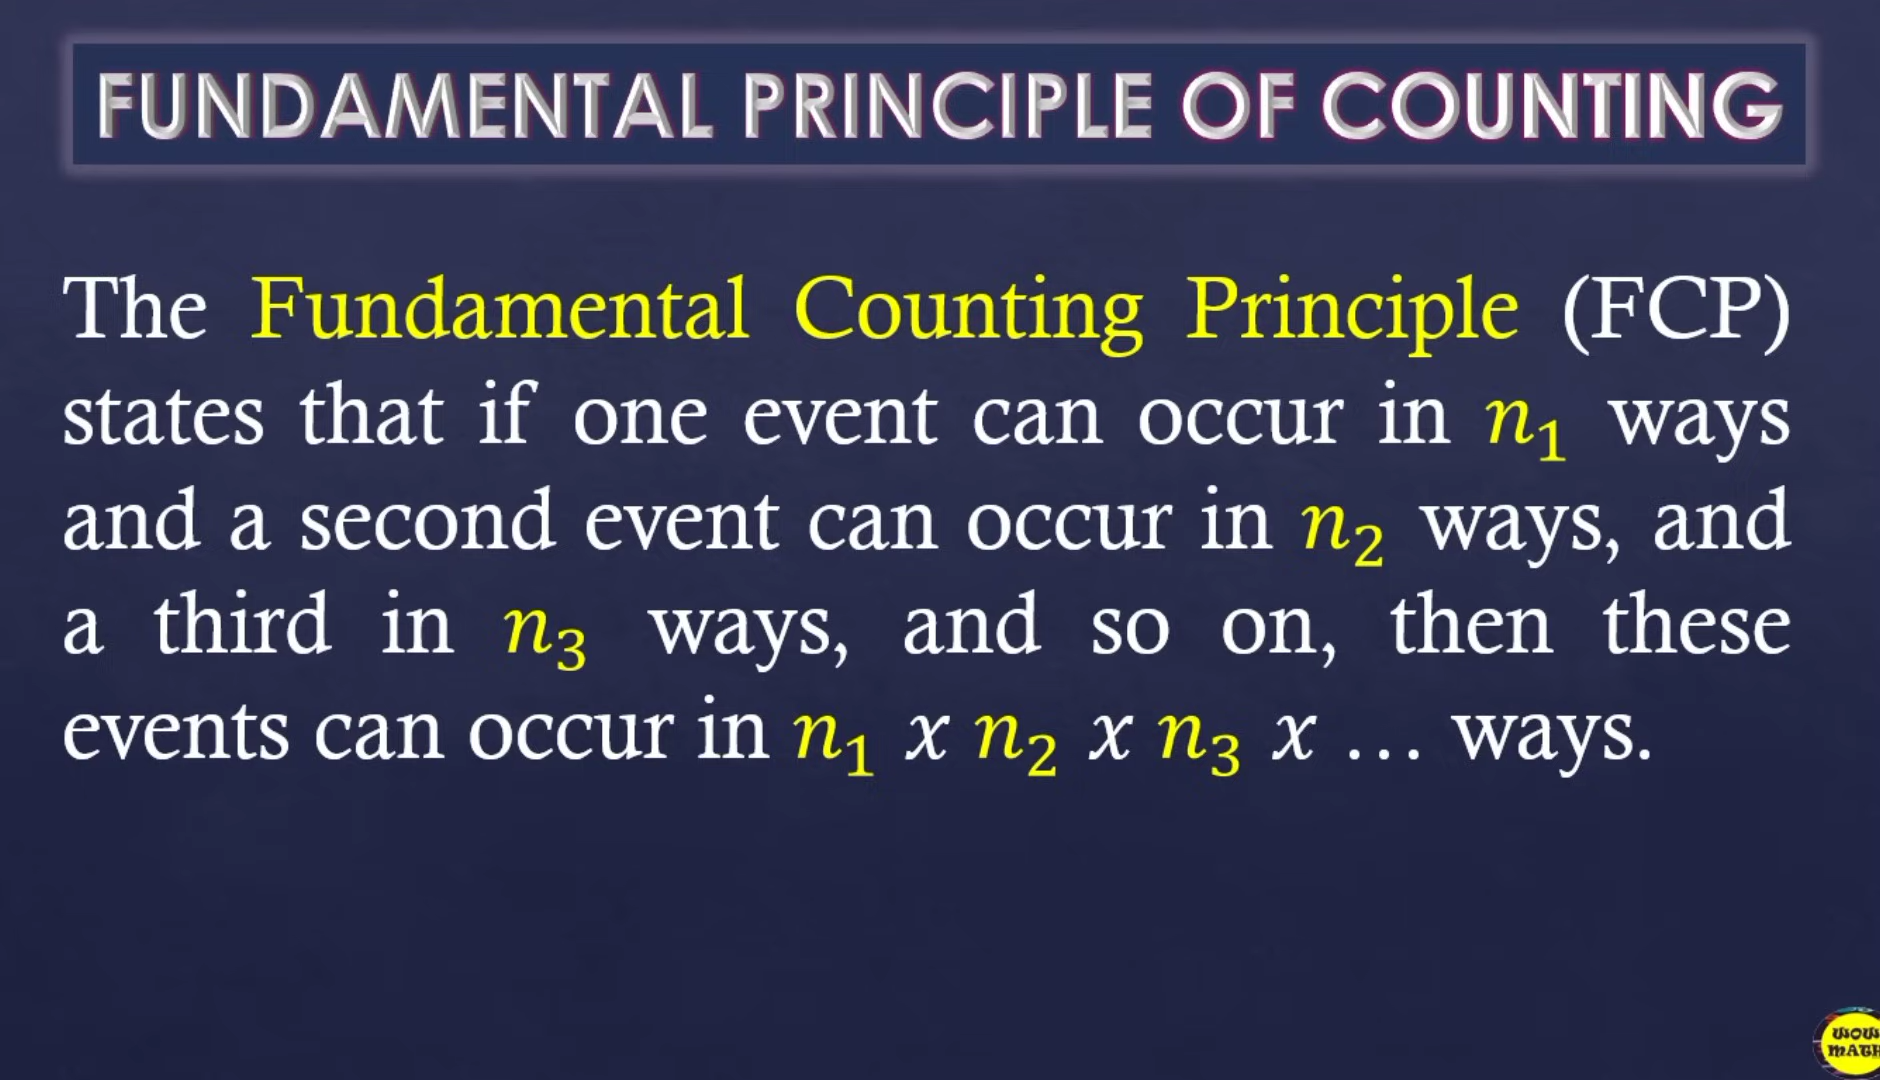 FUNDAMENTAL PRINCIPLE OF COUNTING
The Fundamental Counting Principle (FCP)
states that if one event can occur in n₁ ways
and a second event can occur in n₂ ways, and
a third in n₃ ways, and so on, then these
events can occur in n₁ x n₂ x n₃ x … ways.
WOW
MATH